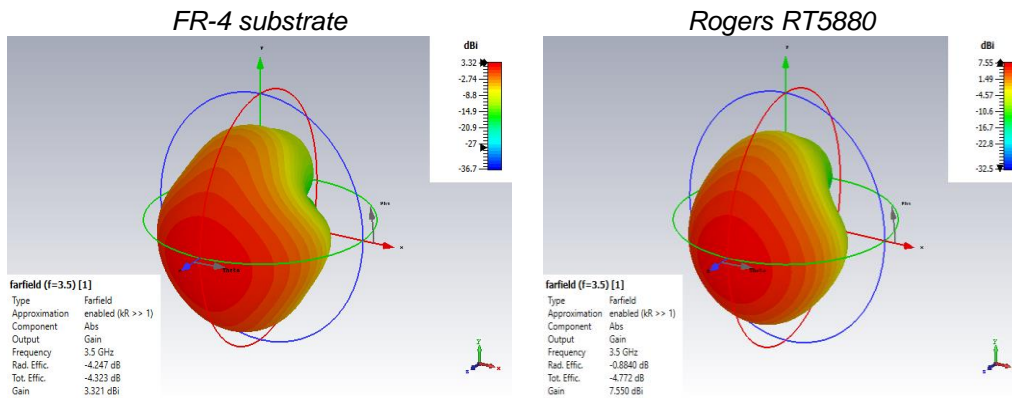 FR-4 substrate
dBi
3.32
-2.74
-8.8
-14.9
-20.9
-27
-36.7
y
Phi
x
z
Theta
farfield (f=3.5) [1]
Type Farfield
Approximation enabled (kR >> 1)
Component Abs
Output Gain
Frequency 3.5 GHz
Rad. Effic. -4.247 dB
Tot. Effic. -4.323 dB
Gain 3.321 dBi
y
z
x
Rogers RT5880
dBi
7.55
1.49
-4.57
-10.6
-16.7
-22.8
-32.5
Phi
x
Theta
farfield (f=3.5) [1]
Type Farfield
Approximation enabled (kR >> 1)
Component Abs
Output Gain
Frequency 3.5 GHz
Rad. Effic. -0.8840 dB
Tot. Effic. -4.772 dB
Gain 7.550 dBi
y
z
x